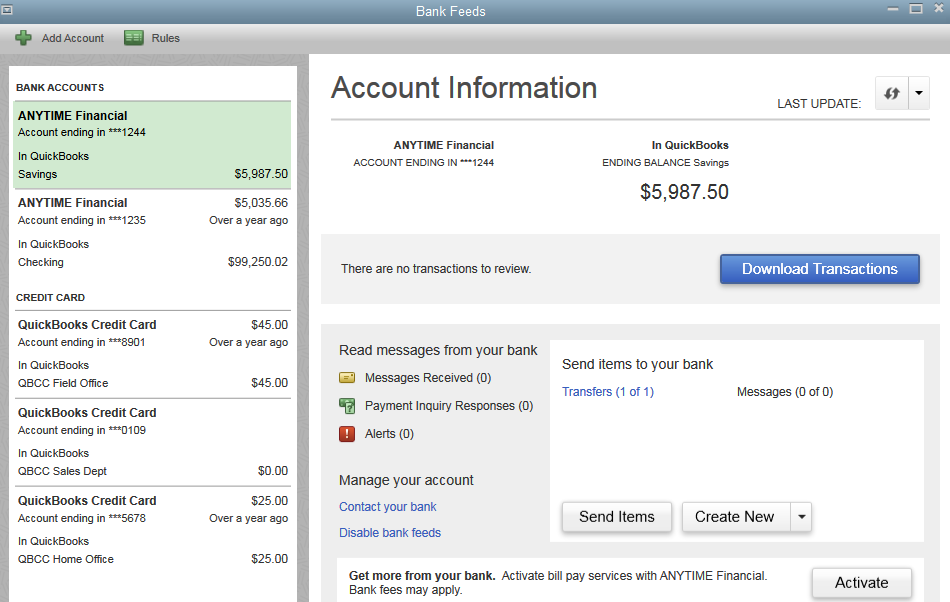 Bank Feeds
Add Account
Rules
BANK ACCOUNTS
ANYTIME Financial
Account ending in ***1244
In QuickBooks
Savings $5,987.50
ANYTIME Financial $5,035.66
Account ending in ***1235 Over a year ago
In QuickBooks
Checking $99,250.02
CREDIT CARD
QuickBooks Credit Card $45.00
Account ending in ***8901 Over a year ago
In QuickBooks
QBCC Field Office $45.00
QuickBooks Credit Card
Account ending in ***0109
In QuickBooks
QBCC Sales Dept $0.00
QuickBooks Credit Card $25.00
Account ending in ***5678 Over a year ago
In QuickBooks
QBCC Home Office $25.00
Account Information
LAST UPDATE:
ANYTIME Financial
ACCOUNT ENDING IN ***1244
In QuickBooks
ENDING BALANCE Savings
$5,987.50
There are no transactions to review.
Download Transactions
Read messages from your bank
Messages Received (0)
Payment Inquiry Responses (0)
Alerts (0)
Manage your account
Contact your bank
Disable bank feeds
Send items to your bank
Transfers (1 of 1) Messages (0 of 0)
Send Items
Create New
Get more from your bank. Activate bill pay services with ANYTIME Financial.
Bank fees may apply.
Activate